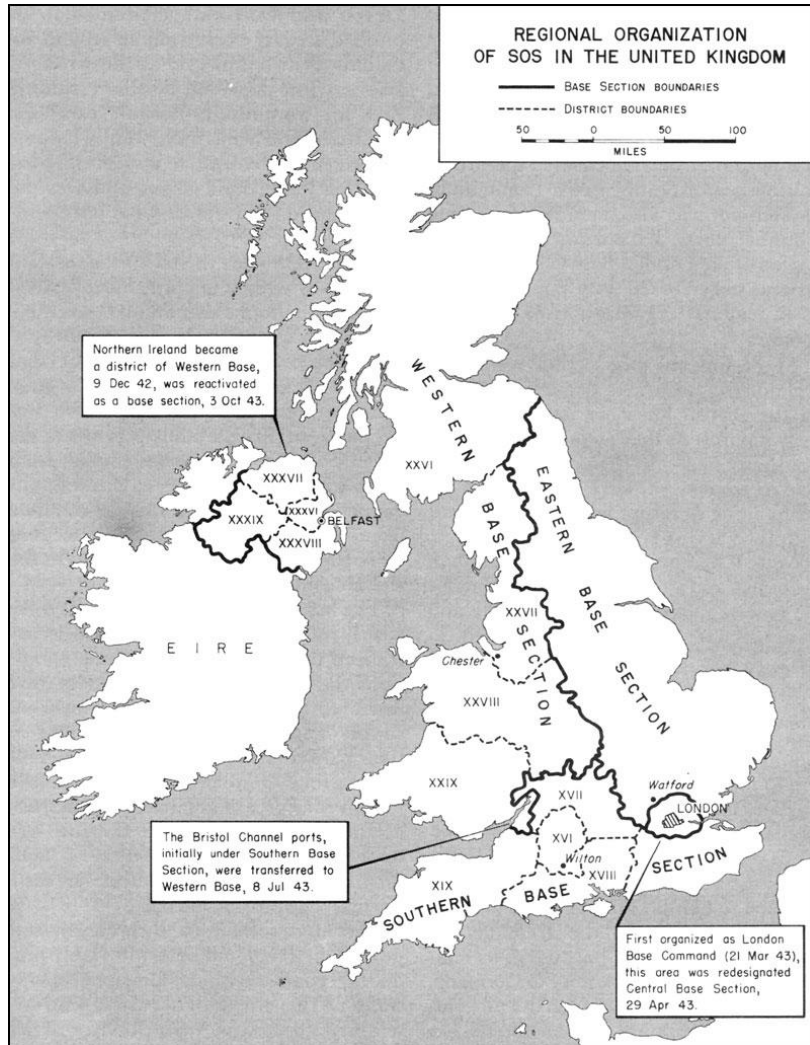 REGIONAL ORGANIZATION
OF SOS IN THE UNITED KINGDOM
BASE SECTION BOUNDARIES
DISTRICT BOUNDARIES
50 0 50 100
MILES
Northern Ireland became
a district of Western Base,
9 Dec 42, was reactivated
as a base section, 3 Oct 43.
WESTERN BASE SECTION
EASTERN BASE SECTION
XXVI
XXXVII
XXXVI
XXXIX
BELFAST
XXXVIII
EIRE
XXVII
Chester
XXVIII
XXIX
XVII
Watford
LONDON
The Bristol Channel ports,
initially under Southern Base
Section, were transferred to
Western Base, 8 Jul 43.
XVI
Wilton
XVIII
XIX
SOUTHERN BASE SECTION
First organized as London
Base Command (21 Mar 43),
this area was redesignated
Central Base Section,
29 Apr 43.